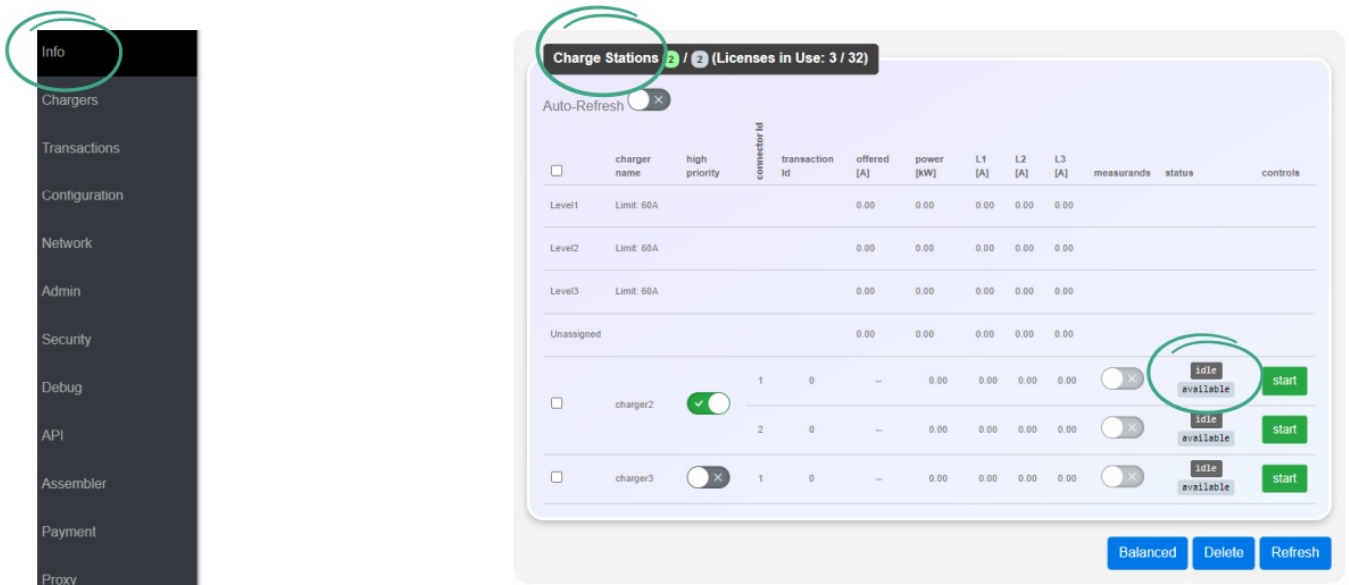 Info
Chargers
Transactions
Configuration
Network
Admin
Security
Debug
API
Assembler
Payment
Proxy
Charge Stations 2 / 2 (Licenses in Use: 3 / 32)
Auto-Refresh
charger name high priority connector Id transaction Id offered [A] power [kW] L1 [A] L2 [A] L3 [A] measurands status controls
Level1 Limit: 60A 0.00 0.00 0.00 0.00 0.00
Level2 Limit: 60A 0.00 0.00 0.00 0.00 0.00
Level3 Limit: 60A 0.00 0.00 0.00 0.00 0.00
Unassigned 0.00 0.00 0.00 0.00 0.00
charger2 1 0 -- 0.00 0.00 0.00 0.00 idle available start
2 0 -- 0.00 0.00 0.00 0.00 idle available start
charger3 1 0 -- 0.00 0.00 0.00 0.00 idle available start
Balanced Delete Refresh